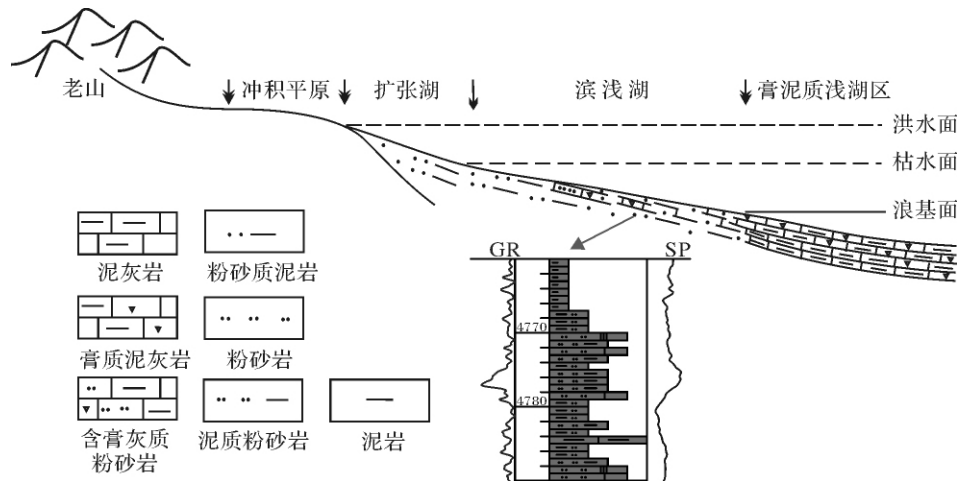 老山
冲积平原
扩张湖
滨浅湖
膏泥质浅湖区
洪水面
枯水面
浪基面
GR
SP
4770
4780
泥灰岩
粉砂质泥岩
膏质泥灰岩
粉砂岩
含膏灰质
粉砂岩
泥质粉砂岩
泥岩